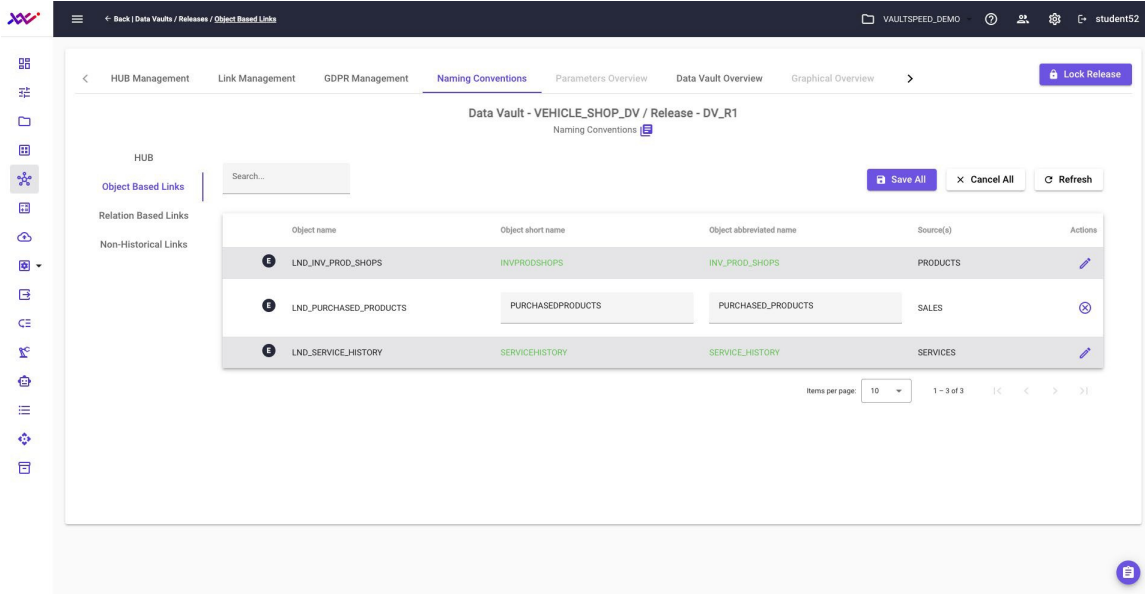 ← Back | Data Vaults / Releases / Object Based Links
VAULTSPEED_DEMO
student52
HUB Management
Link Management
GDPR Management
Naming Conventions
Parameters Overview
Data Vault Overview
Graphical Overview
Lock Release
Data Vault - VEHICLE_SHOP_DV / Release - DV_R1
Naming Conventions
HUB
Object Based Links
Relation Based Links
Non-Historical Links
Search...
Save All
× Cancel All
Refresh
Object name Object short name Object abbreviated name Source(s) Actions
E LND_INV_PROD_SHOPS INVPRODSHOPS INV_PROD_SHOPS PRODUCTS
E LND_PURCHASED_PRODUCTS PURCHASEDPRODUCTS PURCHASED_PRODUCTS SALES
E LND_SERVICE_HISTORY SERVICEHISTORY SERVICE_HISTORY SERVICES
Items per page: 10 1 – 3 of 3